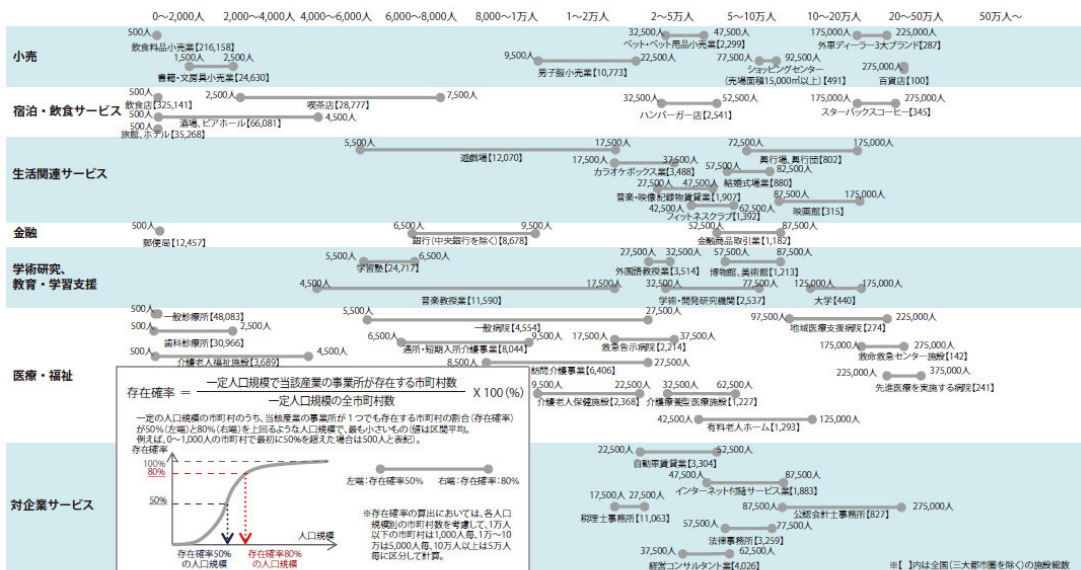 0～2,000人 2,000～4,000人 4,000～6,000人 6,000～8,000人 8,000～1万人 1～2万人 2～5万人 5～10万人 10～20万人 20～50万人 50万人～
小売
500人
飲食料品小売業【216,158】
1,500人 2,500人
書籍・文房具小売業【24,630】
9,500人 22,500人
男子服小売業【10,773】
32,500人 47,500人
ペット・ペット用品小売業【2,299】
77,500人 92,500人
ショッピングセンター
(売場面積15,000㎡以上)【491】
175,000人 225,000人
外車ディーラー3大ブランド【287】
275,000人
百貨店【100】
宿泊・飲食サービス
500人
飲食店【325,141】
2,500人 7,500人
喫茶店【28,777】
500人 4,500人
酒場、ビアホール【66,081】
500人
旅館、ホテル【35,268】
32,500人 52,500人
ハンバーガー店【2,541】
175,000人 275,000人
スターバックスコーヒー【345】
生活関連サービス
5,500人 17,500人
遊戯場【12,070】
17,500人 37,500人
カラオケボックス業【3,488】
72,500人 175,000人
興行場、興行団【802】
57,500人 82,500人
結婚式場業【880】
27,500人 47,500人
音楽・映像記録物賃貸業【1,907】
42,500人 62,500人
フィットネスクラブ【1,392】
87,500人 175,000人
映画館【315】
金融
500人
郵便局【12,457】
6,500人 9,500人
銀行(中央銀行を除く)【8,678】
52,500人 87,500人
金融商品取引業【1,182】
学術研究、
教育・学習支援
5,500人 6,500人
学習塾【24,717】
27,500人 32,500人
外国語教授業【3,514】
57,500人 87,500人
博物館、美術館【1,213】
4,500人 17,500人
音楽教授業【11,590】
32,500人 77,500人
学術・開発研究機関【2,537】
125,000人 175,000人
大学【440】
医療・福祉
500人
一般診療所【48,083】
500人 2,500人
歯科診療所【30,966】
500人 4,500人
介護老人福祉施設【3,689】
5,500人 27,500人
一般病院【4,554】
6,500人 9,500人
通所・短期入所介護事業【8,044】
17,500人 37,500人
救急告示病院【2,214】
8,500人 27,500人
訪問介護事業【6,406】
9,500人 22,500人
介護老人保健施設【2,368】
32,500人 62,500人
介護療養型医療施設【1,227】
42,500人 125,000人
有料老人ホーム【1,293】
97,500人 225,000人
地域医療支援病院【274】
175,000人 275,000人
救命救急センター施設【142】
225,000人 375,000人
先進医療を実施する病院【241】
対企業サービス
22,500人 52,500人
自動車賃貸業【3,304】
47,500人 87,500人
インターネット付随サービス業【1,883】
17,500人 27,500人
税理士事務所【11,063】
87,500人 275,000人
公認会計士事務所【827】
57,500人 77,500人
法律事務所【3,259】
37,500人 62,500人
経営コンサルタント業【4,026】
存在確率＝ 一定人口規模で当該産業の事業所が存在する市町村数 X 100(%)
一定人口規模の全市町村数
一定の人口規模の市町村のうち、当該産業の事業所が1つでも存在する市町村の割合(存在確率)
が50%(左端)と80%(右端)を上回るような人口規模で、最も小さいもの(値は区間平均。
例えば、0～1,000人の市町村で最初に50%を超えた場合は500人と表記)。
存在確率
100%
80%
50%
人口規模
存在確率50%
の人口規模
存在確率80%
の人口規模
左端：存在確率50% 右端：存在確率：80%
※存在確率の算出においては、各人口
規模別の市町村数を考慮して、1万人
以下の市町村は1,000人毎、1万～10
万は5,000人毎、10万人以上は5万人
毎に区分して計算。
※【 】内は全国(三大都市圏を除く)の施設総数